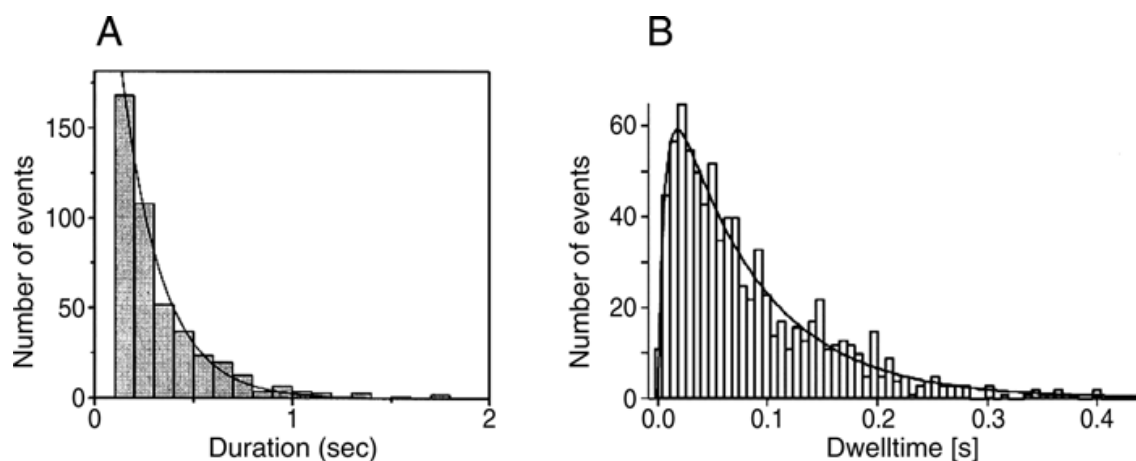 A
Number of events
150
100
50
0
0
1
2
Duration (sec)
B
Number of events
60
40
20
0
0.0
0.1
0.2
0.3
0.4
Dwelltime [s]